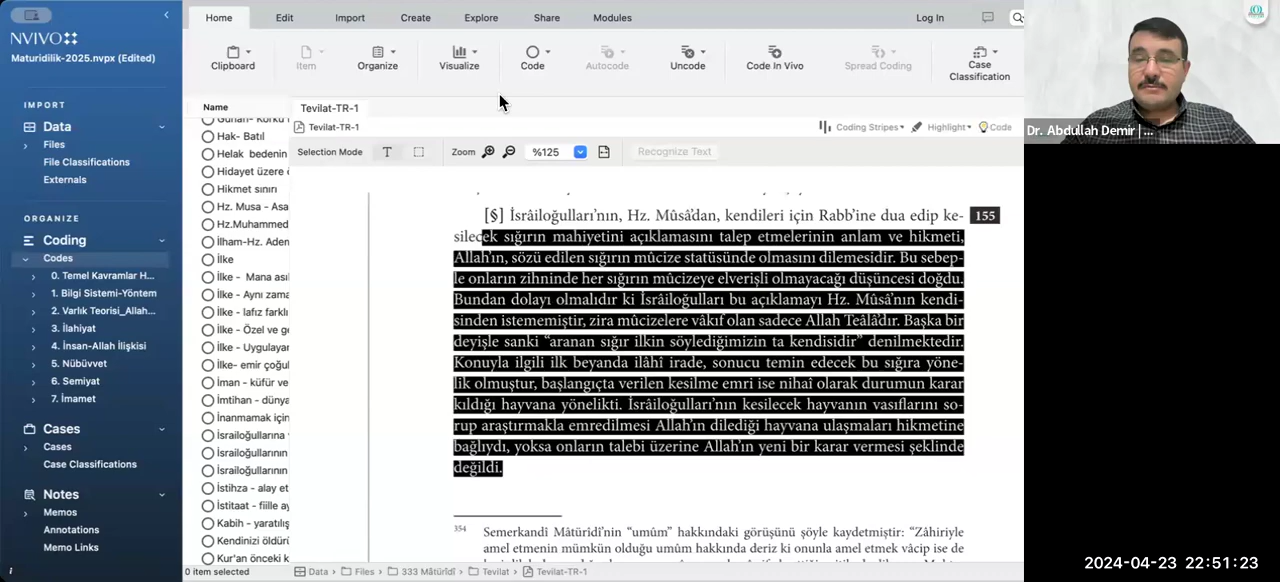 NVIVO
Maturidilik-2025.nvpx (Edited)
IMPORT
Data
Files
File Classifications
Externals
ORGANIZE
Coding
Codes
0. Temel Kavramlar H...
1. Bilgi Sistemi-Yöntem
2. Varlık Teorisi_Allah...
3. İlahiyat
4. İnsan-Allah İlişkisi
5. Nübüvvet
6. Semiyat
7. İmamet
Cases
Cases
Case Classifications
Notes
Memos
Annotations
Memo Links
Home Edit Import Create Explore Share Modules Log In
Clipboard Item Organize Visualize Code Autocode Uncode Code In Vivo Spread Coding Case Classification
Name
Günah- Korku
Hak- Batıl
Helak bedenin
Hidayet üzere
Hikmet sınırı
Hz. Musa - Asa
Hz.Muhammed
İlham-Hz. Adem
İlke
İlke - Mana ası
İlke - Aynı zama
İlke - lafız farklı
İlke - Özel ve ge
İlke - Uygulayar
İlke- emir çoğul
İman - küfür ve
İmtihan - dünya
İnanmamak için
İsrailoğullarına
İsrailoğullarının
İsrailoğullarının
İstihza - alay et
İstitaat - fiille ay
Kabih - yaratılış
Kendinizi öldürü
Kur'an önceki k
0 item selected
Tevilat-TR-1
Tevilat-TR-1
Coding Stripes Highlight Code
Selection Mode T Zoom %125 Recognize Text
[§] İsrâiloğulları’nın, Hz. Mûsâ’dan, kendileri için Rabb’ine dua edip ke- 155
silecek sığırın mahiyetini açıklamasını talep etmelerinin anlam ve hikmeti,
Allah’ın, sözü edilen sığırın mûcize statüsünde olmasını dilemesidir. Bu sebep-
le onların zihninde her sığırın mûcizeye elverişli olmayacağı düşüncesi doğdu.
Bundan dolayı olmalıdır ki İsrâiloğulları bu açıklamayı Hz. Mûsâ’nın kendi-
sinden istememiştir, zira mûcizelere vâkıf olan sadece Allah Teâlâ’dır. Başka bir
deyişle sanki “aranan sığır ilkin söylediğimizin ta kendisidir” denilmektedir.
Konuyla ilgili ilk beyanda ilâhî irade, sonucu temin edecek bu sığıra yöne-
lik olmuştur, başlangıçta verilen kesilme emri ise nihaî olarak durumun karar
kıldığı hayvana yönelikti. İsrâiloğulları’nın kesilecek hayvanın vasıflarını so-
rup araştırmakla emredilmesi Allah’ın dilediği hayvana ulaşmaları hikmetine
bağlıydı, yoksa onların talebi üzerine Allah’ın yeni bir karar vermesi şeklinde
değildi.
354 Semerkandî Mâtürîdî’nin “umûm” hakkındaki görüşünü şöyle kaydetmiştir: “Zâhiriyle
amel etmenin mümkün olduğu umûm hakkında deriz ki onunla amel etmek vâcip ise de
Data Files 333 Mâtürîdî Tevilat Tevilat-TR-1
Dr. Abdullah Demir | ...
2024-04-23 22:51:23